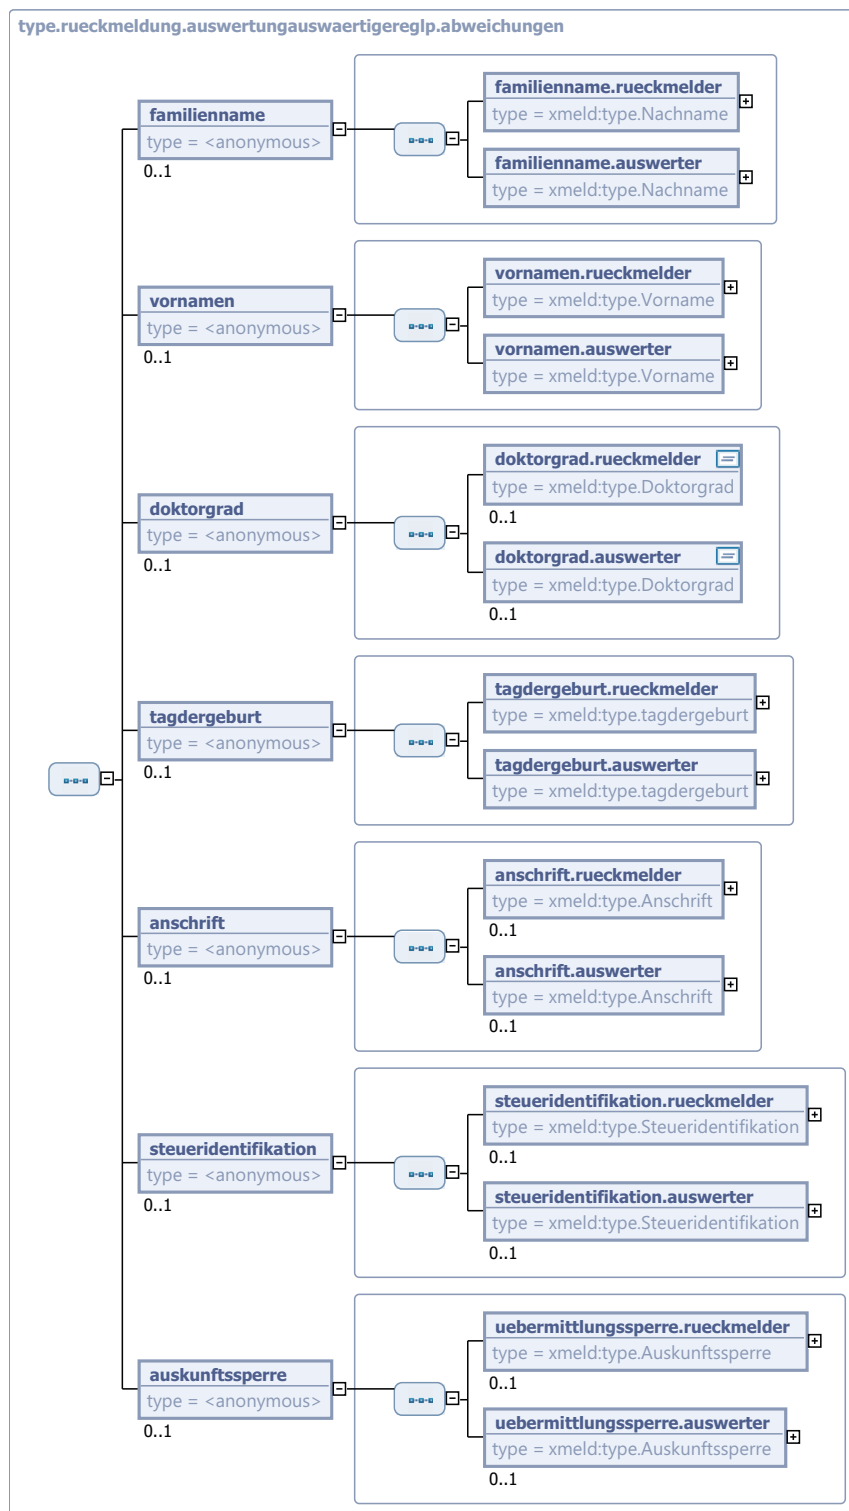 type.rueckmeldung.auswertungauswaertigereglp.abweichungen
familienname
type = <anonymous>
0..1
familienname.rueckmelder
type = xmeld:type.Nachname
familienname.auswerter
type = xmeld:type.Nachname
vornamen
type = <anonymous>
0..1
vornamen.rueckmelder
type = xmeld:type.Vorname
vornamen.auswerter
type = xmeld:type.Vorname
doktorgrad
type = <anonymous>
0..1
doktorgrad.rueckmelder
type = xmeld:type.Doktorgrad
0..1
doktorgrad.auswerter
type = xmeld:type.Doktorgrad
0..1
tagdergeburt
type = <anonymous>
0..1
tagdergeburt.rueckmelder
type = xmeld:type.tagdergeburt
tagdergeburt.auswerter
type = xmeld:type.tagdergeburt
anschrift
type = <anonymous>
0..1
anschrift.rueckmelder
type = xmeld:type.Anschrift
0..1
anschrift.auswerter
type = xmeld:type.Anschrift
0..1
steueridentifikation
type = <anonymous>
0..1
steueridentifikation.rueckmelder
type = xmeld:type.Steueridentifikation
0..1
steueridentifikation.auswerter
type = xmeld:type.Steueridentifikation
0..1
auskunftssperre
type = <anonymous>
0..1
uebermittlungssperre.rueckmelder
type = xmeld:type.Auskunftssperre
0..1
uebermittlungssperre.auswerter
type = xmeld:type.Auskunftssperre
0..1